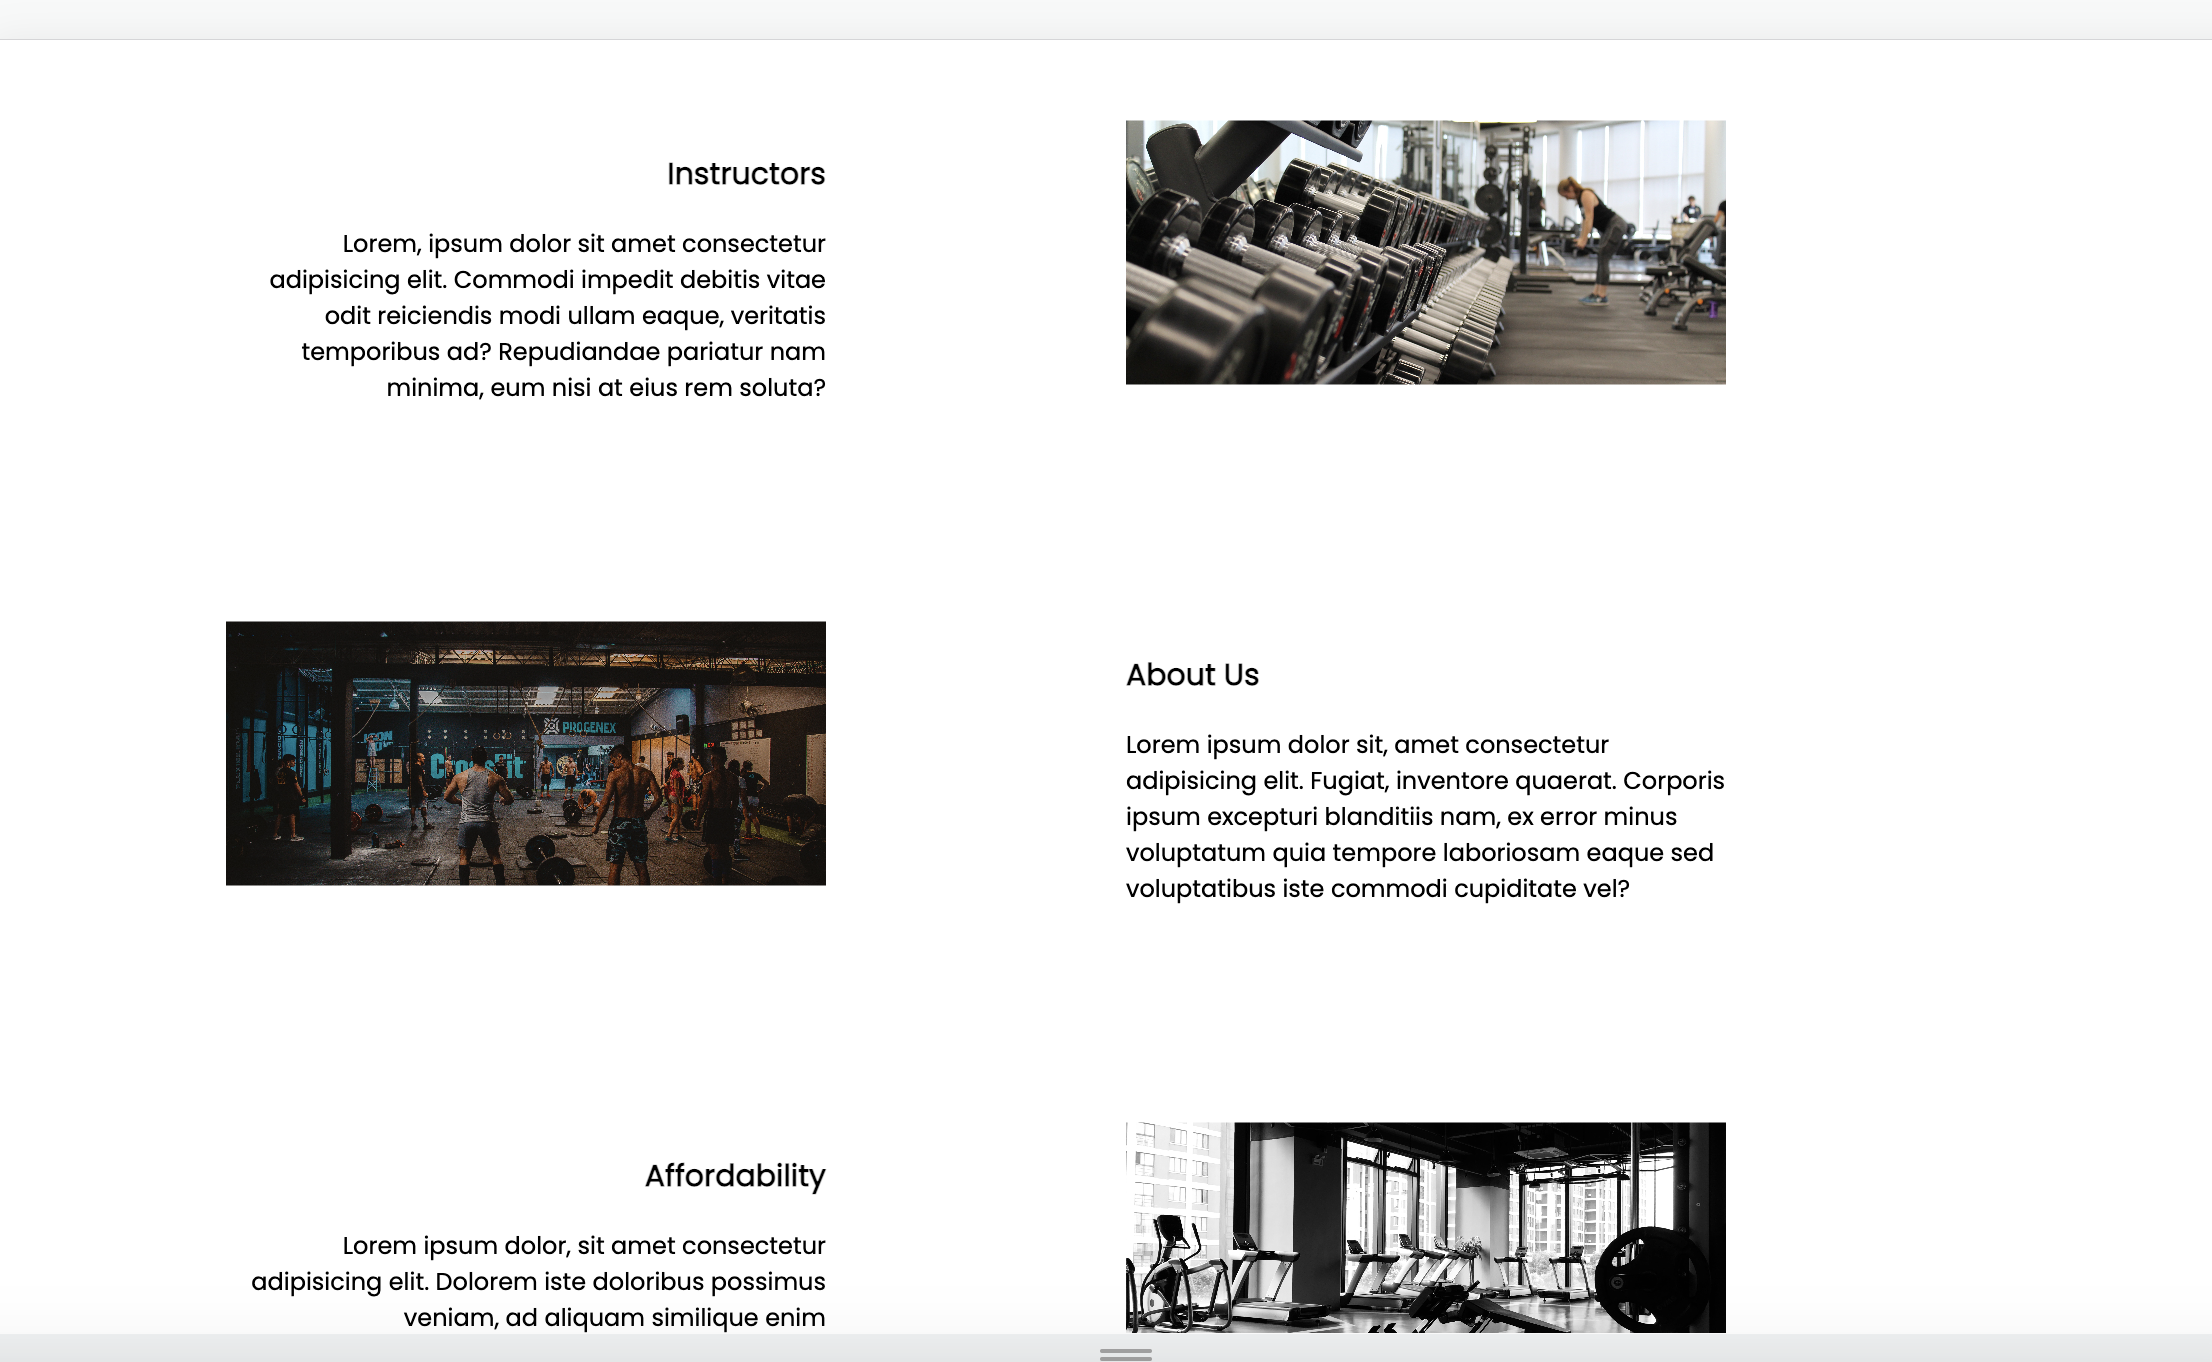 Instructors
Lorem, ipsum dolor sit amet consectetur
adipisicing elit. Commodi impedit debitis vitae
odit reiciendis modi ullam eaque, veritatis
temporibus ad? Repudiandae pariatur nam
minima, eum nisi at eius rem soluta?
PROGENEX
CrossFit
About Us
Lorem ipsum dolor sit, amet consectetur
adipisicing elit. Fugiat, inventore quaerat. Corporis
ipsum excepturi blanditiis nam, ex error minus
voluptatum quia tempore laboriosam eaque sed
voluptatibus iste commodi cupiditate vel?
Affordability
Lorem ipsum dolor, sit amet consectetur
adipisicing elit. Dolorem iste doloribus possimus
veniam, ad aliquam similique enim